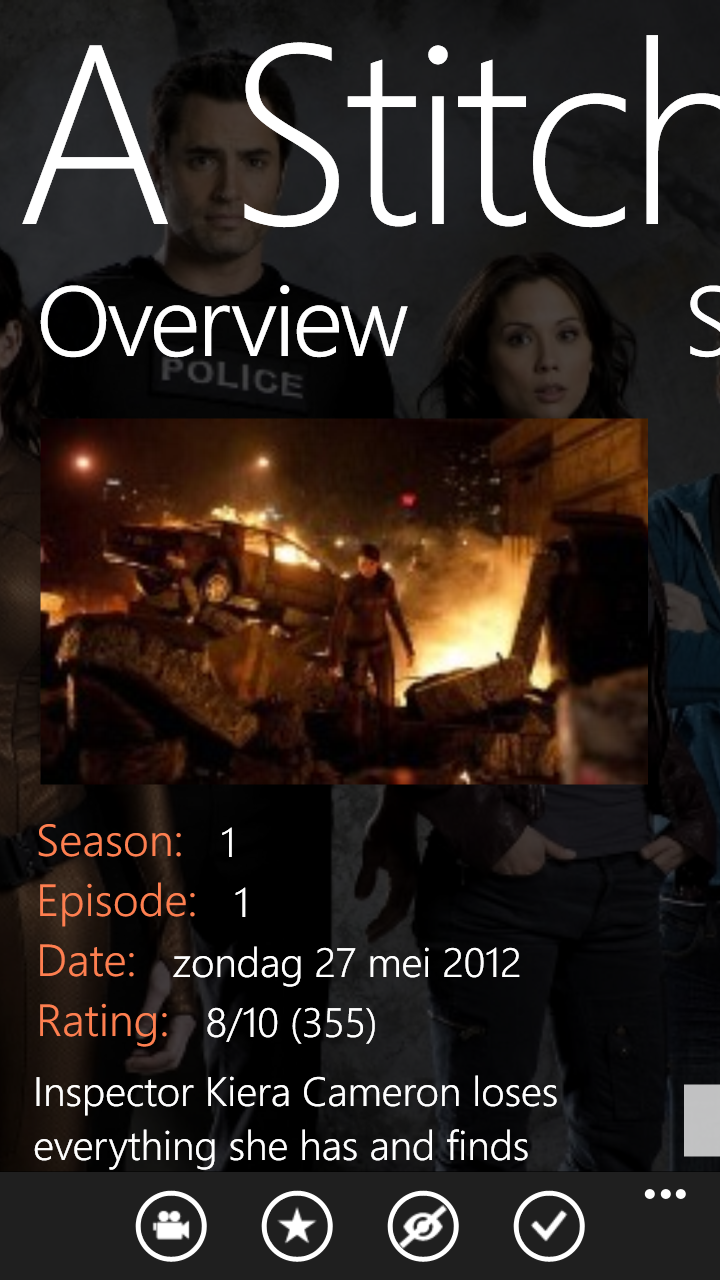 A Stitch
Overview
S
POLICE
Season: 1
Episode: 1
Date: zondag 27 mei 2012
Rating: 8/10 (355)
Inspector Kiera Cameron loses
everything she has and finds